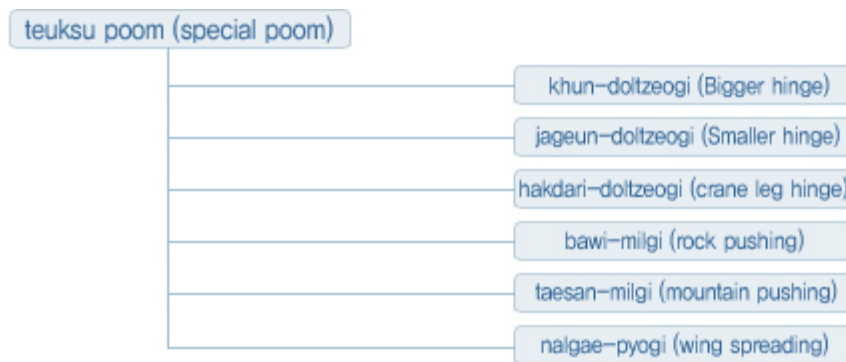 teuksu poom (special poom)
khun-doltzeogi (Bigger hinge)
jageun-doltzeogi (Smaller hinge)
hakdari-doltzeogi (crane leg hinge)
bawi-milgi (rock pushing)
taesan-milgi (mountain pushing)
nalgae-pyogi (wing spreading)